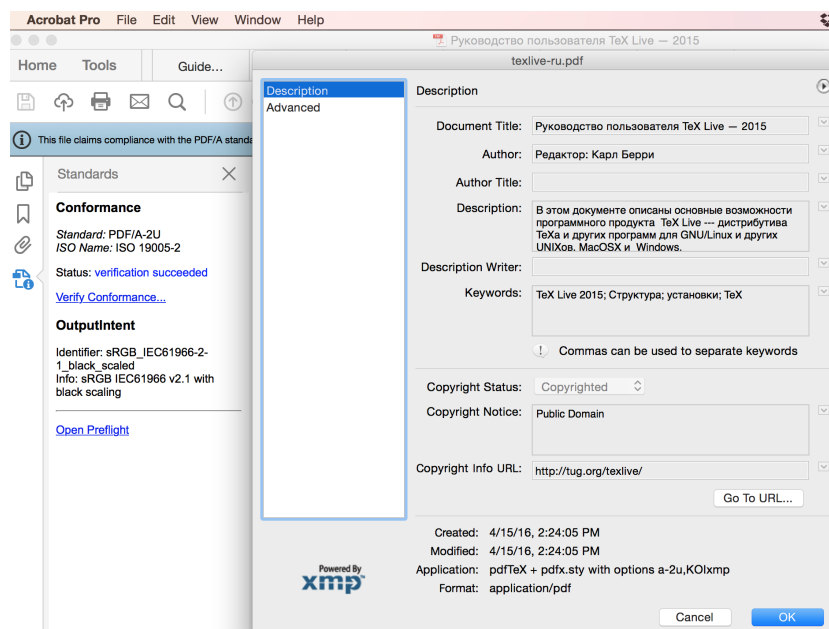 Acrobat Pro File Edit View Window Help
Руководство пользователя TeX Live — 2015
Home Tools Guide...
texlive-ru.pdf
This file claims compliance with the PDF/A standa
Standards
Conformance
Standard: PDF/A-2U
ISO Name: ISO 19005-2
Status: verification succeeded
Verify Conformance...
OutputIntent
Identifier: sRGB_IEC61966-2-
1_black_scaled
Info: sRGB IEC61966 v2.1 with
black scaling
Open Preflight
Description
Advanced
Description
Document Title: Руководство пользователя TeX Live — 2015
Author: Редактор: Карл Берри
Author Title:
Description: В этом документе описаны основные возможности
программного продукта TeX Live --- дистрибутива
TeXа и других программ для GNU/Linux и других
UNIXов, MacOSX и Windows.
Description Writer:
Keywords: TeX Live 2015; Структура; установки; TeX
! Commas can be used to separate keywords
Copyright Status: Copyrighted
Copyright Notice: Public Domain
Copyright Info URL: http://tug.org/texlive/
Go To URL...
Created: 4/15/16, 2:24:05 PM
Modified: 4/15/16, 2:24:05 PM
Application: pdfTeX + pdfx.sty with options a-2u,KOIxmp
Format: application/pdf
Powered By
xmp
Cancel OK